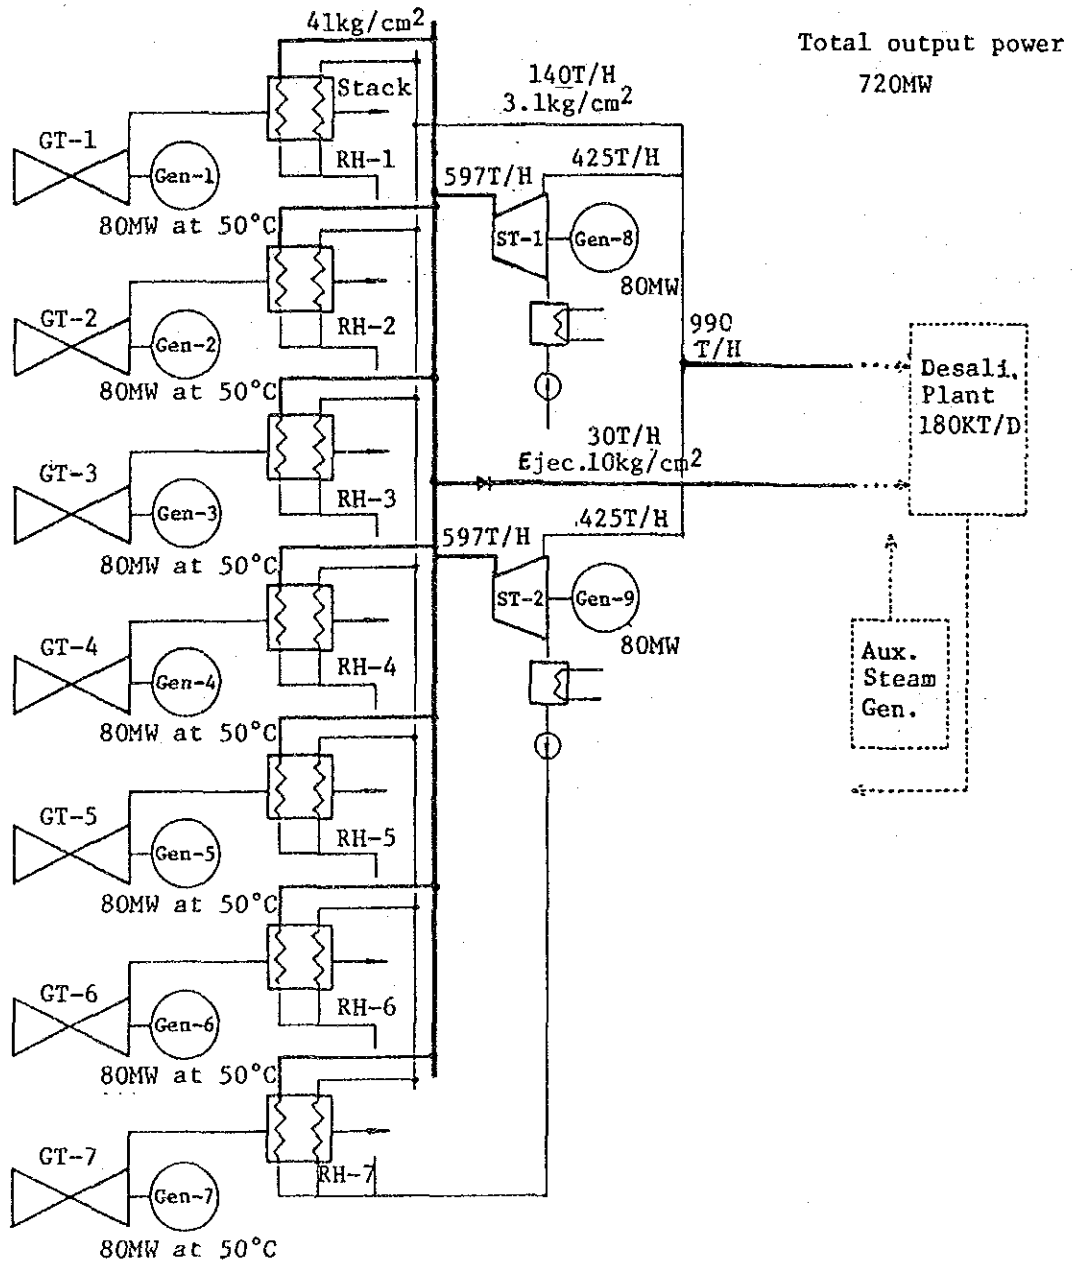 41kg/cm2
Total output power
720MW
140T/H
3.1kg/cm2
Stack
GT-1
Gen-1
RH-1
597T/H
425T/H
80MW at 50°C
ST-1
Gen-8
80MW
GT-2
Gen-2
RH-2
80MW at 50°C
990
T/H
Desali.
Plant
180KT/D
30T/H
Ejec.10kg/cm2
GT-3
Gen-3
RH-3
80MW at 50°C
597T/H
425T/H
ST-2
Gen-9
80MW
GT-4
Gen-4
RH-4
80MW at 50°C
Aux.
Steam
Gen.
GT-5
Gen-5
RH-5
80MW at 50°C
GT-6
Gen-6
RH-6
80MW at 50°C
GT-7
Gen-7
RH-7
80MW at 50°C